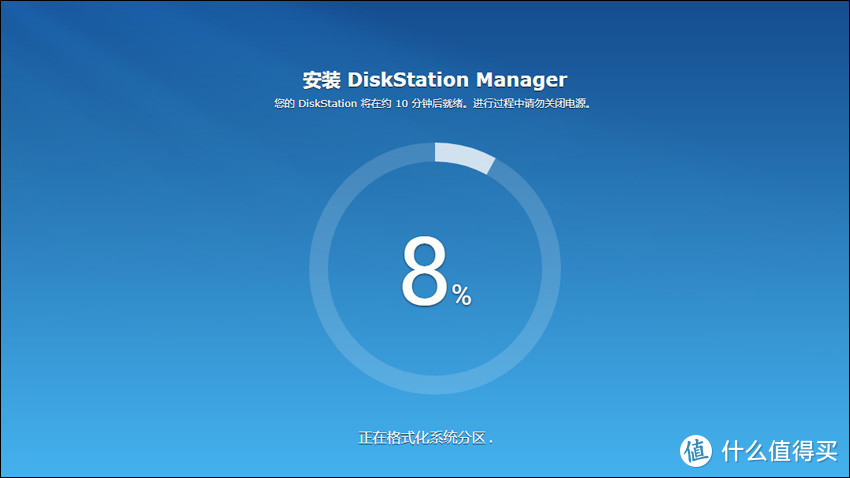 安装 DiskStation Manager
您的 DiskStation 将在约 10 分钟后就绪。进行过程中请勿关闭电源。
8%
正在格式化系统分区 .
值 什么值得买